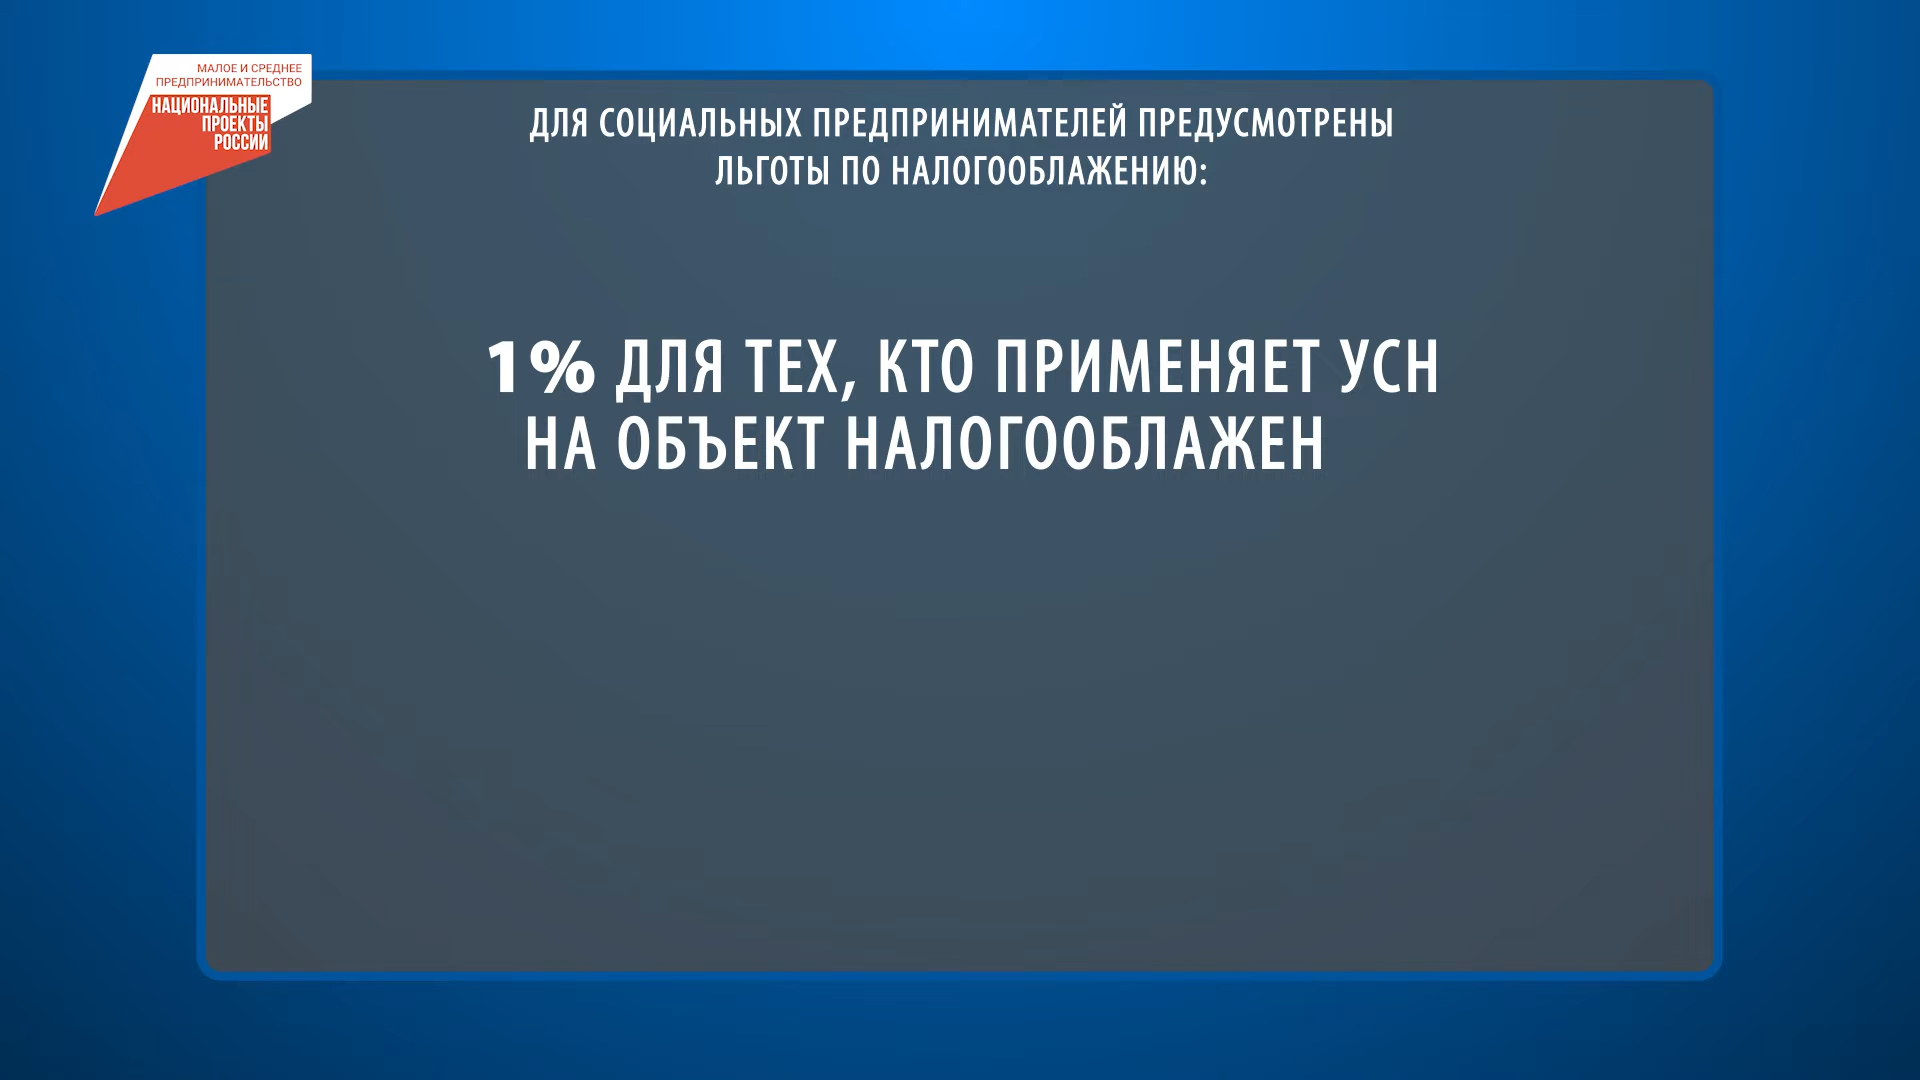 МАЛОЕ И СРЕДНЕЕ
ПРЕДПРИНИМАТЕЛЬСТВО
НАЦИОНАЛЬНЫЕ
ПРОЕКТЫ
РОССИИ
ДЛЯ СОЦИАЛЬНЫХ ПРЕДПРИНИМАТЕЛЕЙ ПРЕДУСМОТРЕНЫ
ЛЬГОТЫ ПО НАЛОГООБЛАЖЕНИЮ:
1% ДЛЯ ТЕХ, КТО ПРИМЕНЯЕТ УСН
НА ОБЪЕКТ НАЛОГООБЛАЖЕН